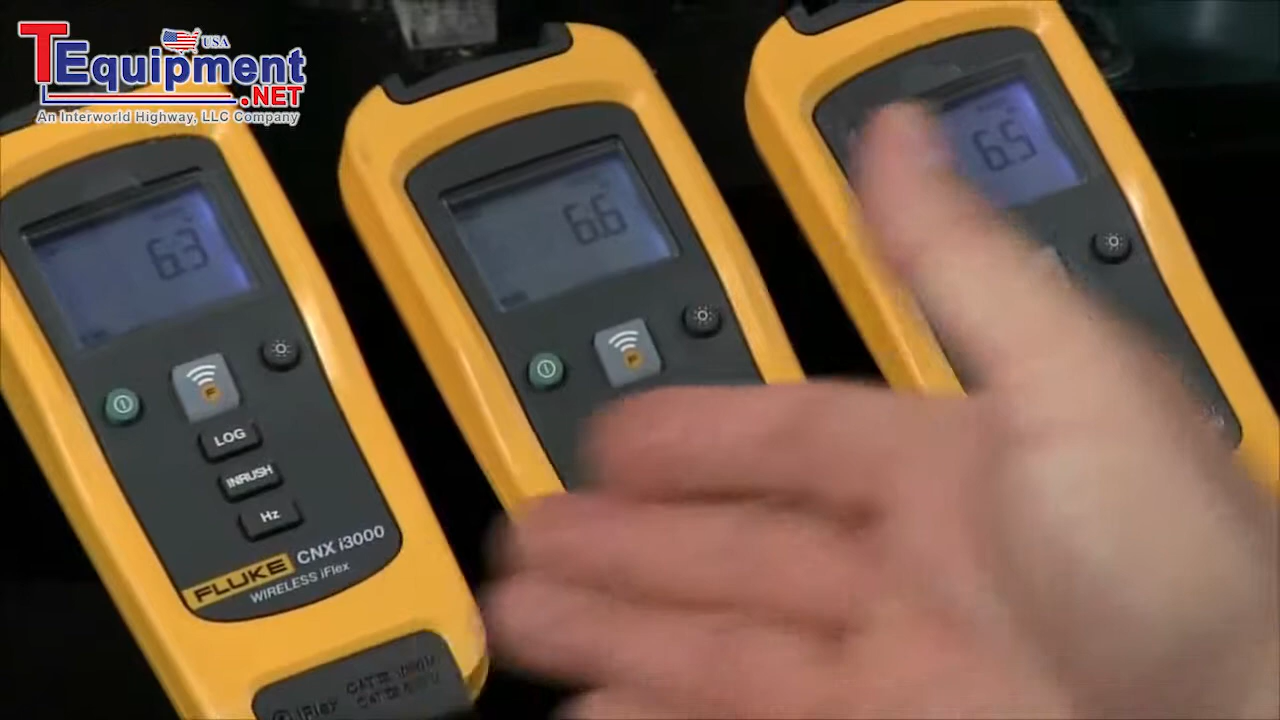 TEquipment USA
.NET
An Interworld Highway, LLC Company
6.3
6.6
6.5
LOG
INRUSH
Hz
FLUKE CNX i3000
WIRELESS iFlex
iFlex